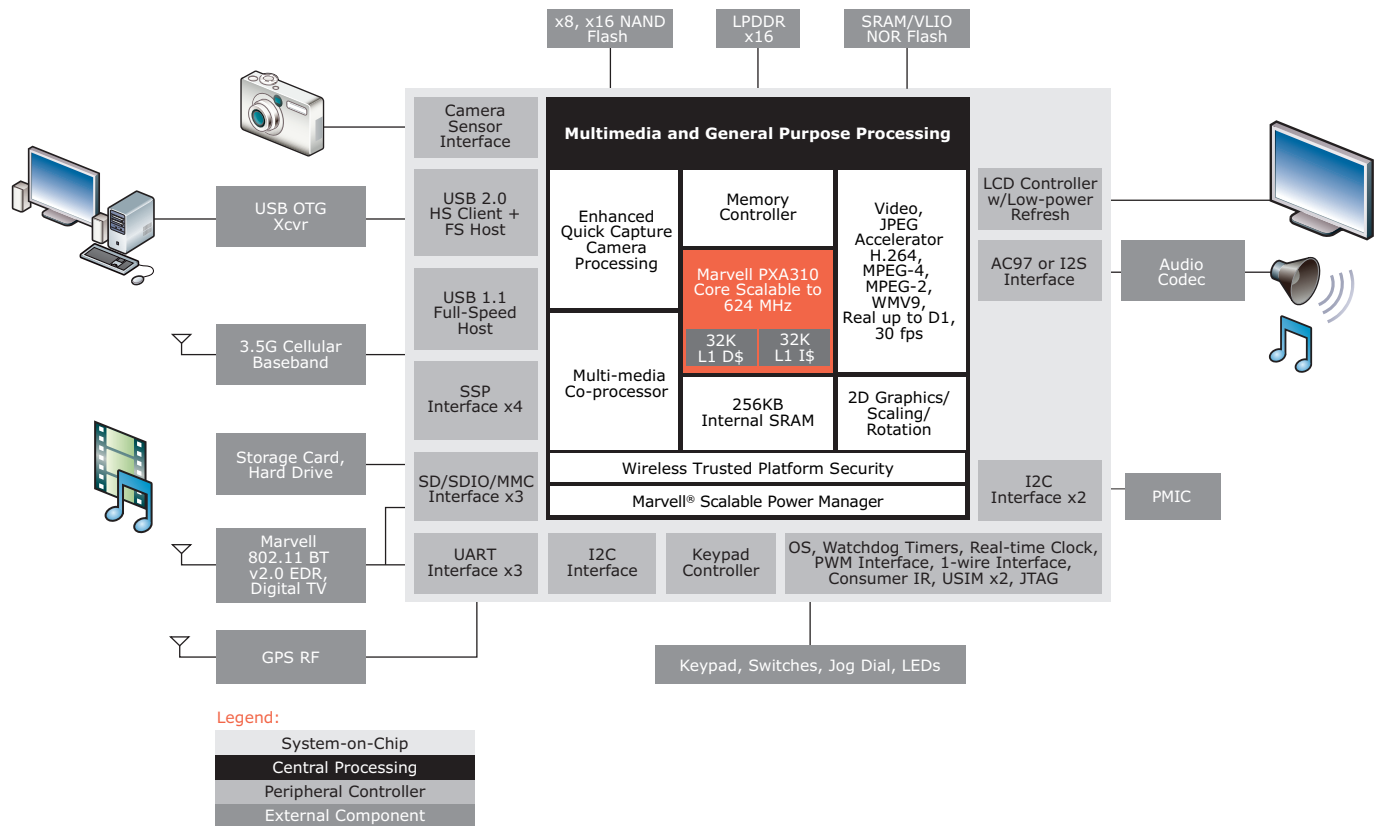 x8, x16 NAND
Flash
LPDDR
x16
SRAM/VLIO
NOR Flash
Camera
Sensor
Interface
Multimedia and General Purpose Processing
USB OTG
Xcvr
USB 2.0
HS Client +
FS Host
Enhanced
Quick Capture
Camera
Processing
Memory
Controller
Video,
JPEG
Accelerator
H.264,
MPEG-4,
MPEG-2,
WMV9,
Real up to D1,
30 fps
LCD Controller
w/Low-power
Refresh
Marvell PXA310
Core Scalable to
624 MHz
32K
L1 D$
32K
L1 I$
AC97 or I2S
Interface
Audio
Codec
USB 1.1
Full-Speed
Host
3.5G Cellular
Baseband
SSP
Interface x4
Multi-media
Co-processor
256KB
Internal SRAM
2D Graphics/
Scaling/
Rotation
Storage Card,
Hard Drive
SD/SDIO/MMC
Interface x3
Wireless Trusted Platform Security
Marvell® Scalable Power Manager
I2C
Interface x2
PMIC
Marvell
802.11 BT
v2.0 EDR,
Digital TV
UART
Interface x3
I2C
Interface
Keypad
Controller
OS, Watchdog Timers, Real-time Clock,
PWM Interface, 1-wire Interface,
Consumer IR, USIM x2, JTAG
GPS RF
Keypad, Switches, Jog Dial, LEDs
Legend:
System-on-Chip
Central Processing
Peripheral Controller
External Component